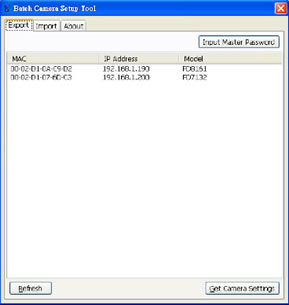 Batch Camera Setup Tool
Export Import About
Input Master Password
MAC IP Address Model
00-02-D1-0A-C9-D2 192.168.1.190 FD8161
00-02-D1-07-6D-C3 192.168.1.200 FD7132
Refresh Get Camera Settings